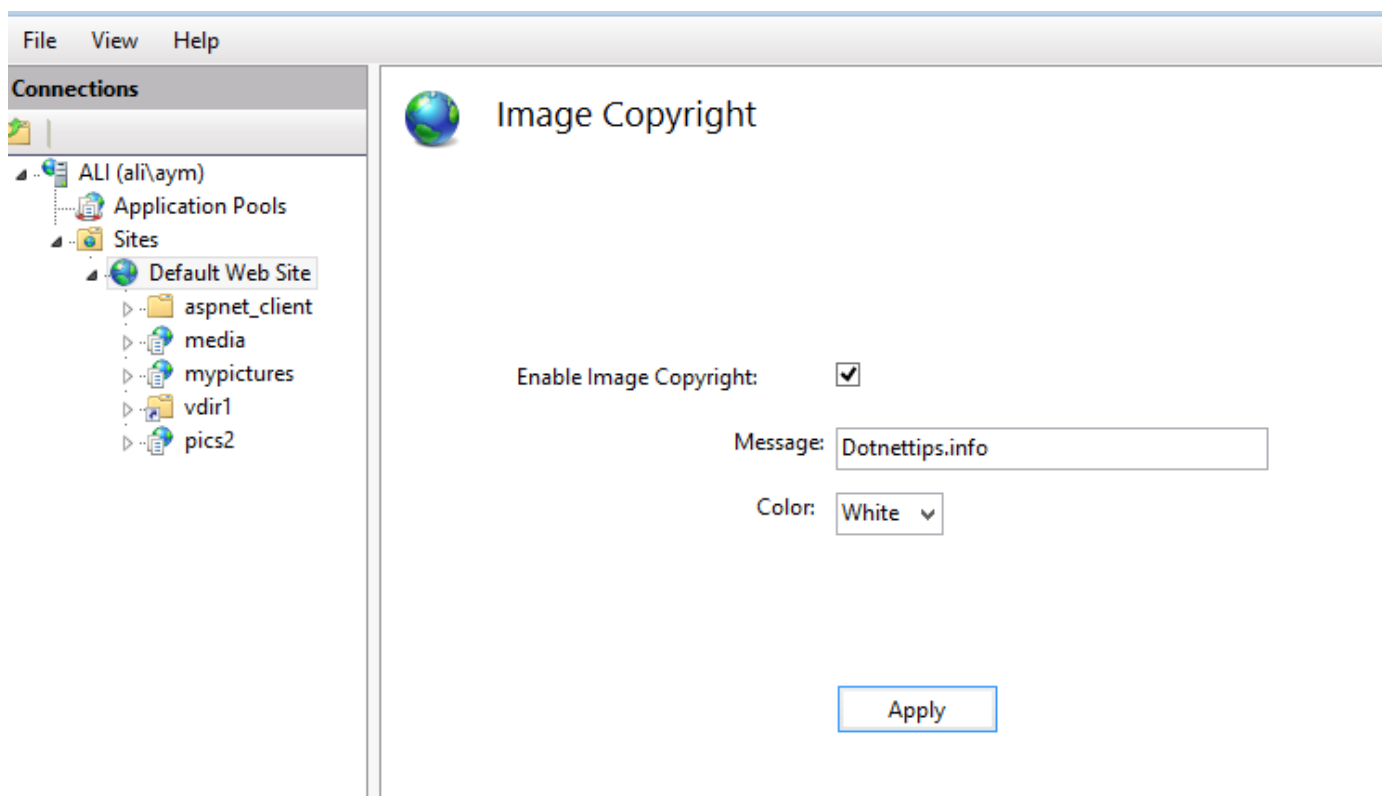 File View Help
Connections
ALI (ali\aym)
Application Pools
Sites
Default Web Site
aspnet_client
media
mypictures
vdir1
pics2
Image Copyright
Enable Image Copyright:
Message: Dotnettips.info
Color: White
Apply